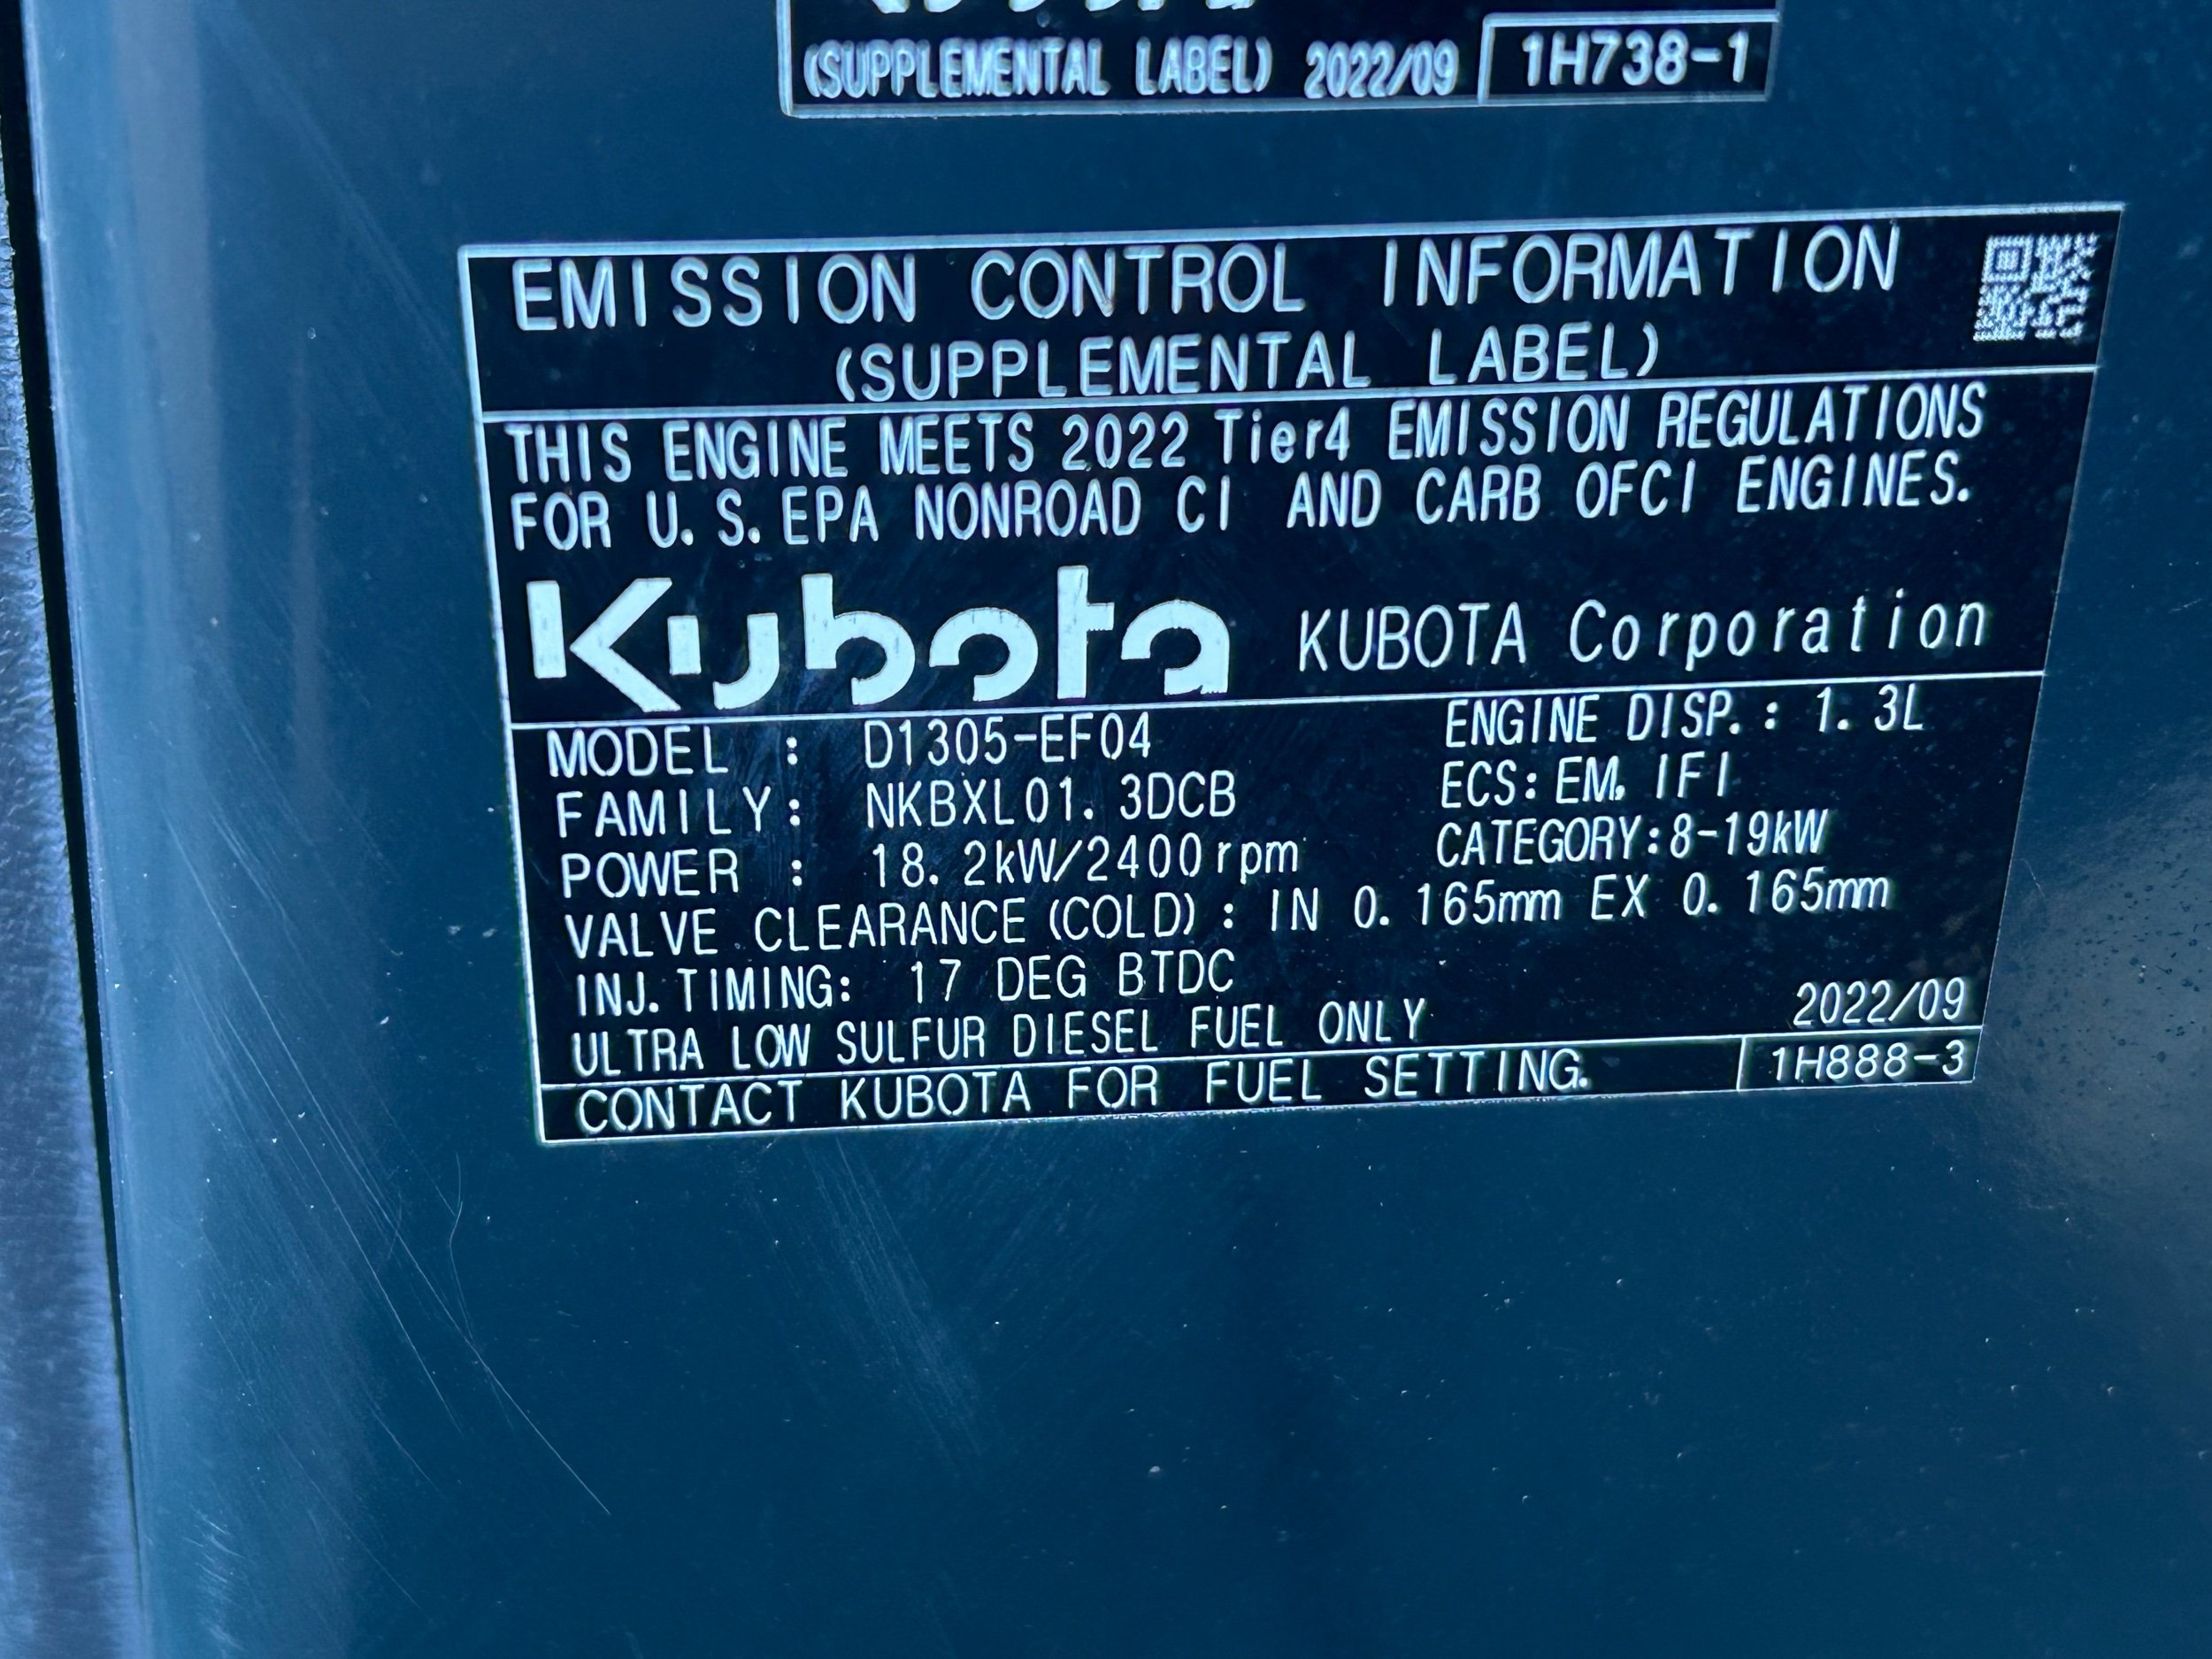 (SUPPLEMENTAL LABEL) 2022/09 1H738-1
EMISSION CONTROL INFORMATION
(SUPPLEMENTAL LABEL)
THIS ENGINE MEETS 2022 Tier4 EMISSION REGULATIONS
FOR U.S.EPA NONROAD CI AND CARB OFCI ENGINES.
Kubota KUBOTA Corporation
MODEL : D1305-EF04 ENGINE DISP.: 1.3L
FAMILY: NKBXL01.3DCB ECS:EM,IFI
POWER : 18.2kW/2400rpm CATEGORY:8-19kW
VALVE CLEARANCE(COLD): IN 0.165mm EX 0.165mm
INJ.TIMING: 17 DEG BTDC
ULTRA LOW SULFUR DIESEL FUEL ONLY 2022/09
CONTACT KUBOTA FOR FUEL SETTING. 1H888-3